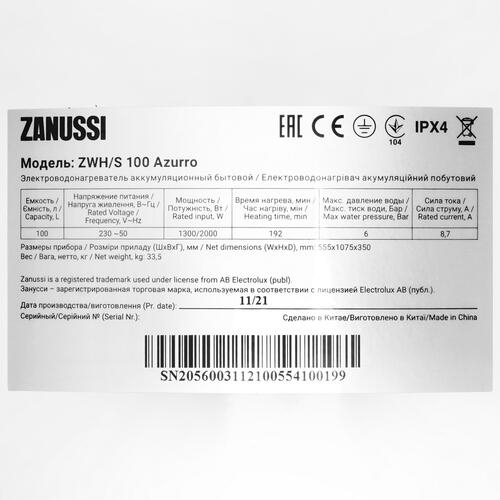 ZANUSSI
EAC CE IPX4
104
Модель: ZWH/S 100 Azurro
Электроводонагреватель аккумуляционный бытовой / Електроводонагрівач акумуляційний побутовий
Емкость / Ємність, л / Capacity, L
Напряжение питания / Напруга живлення, В~Гц / Rated Voltage / Frequency, V~Hz
Мощность / Потужність, Вт / Rated input, W
Время нагрева, мин / Час нагріву, мін / Heating time, min
Макс. давление воды / Макс. тиск води, Бар / Max water pressure, Bar
Сила тока / Сила струму, А / Rated current, A
100 230 ~50 1300/2000 192 6 8,7
Размеры прибора / Розміри приладу (ШхВхГ), мм / Net dimensions (WxHxD), mm: 555x1075x350
Вес / Вага, нетто, кг / Net weight, kg: 33,5
Zanussi is a registered trademark used under license from AB Electrolux (publ).
Занусси – зарегистрированная торговая марка, используемая в соответствии с лицензией Electrolux AB (публ.).
Дата производства/виготовлення (Pr. date): 11/21
Серийный/Серійний № (Serial Nr.): Сделано в Китае/Виготовлено в Китаї/Made in China
SN2056003112100554100199